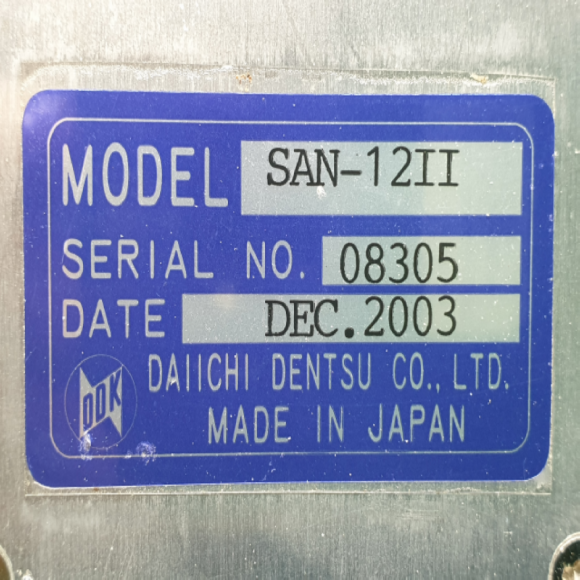 MODEL SAN-12II
SERIAL NO. 08305
DATE DEC.2003
DDK
DAIICHI DENTSU CO., LTD.
MADE IN JAPAN